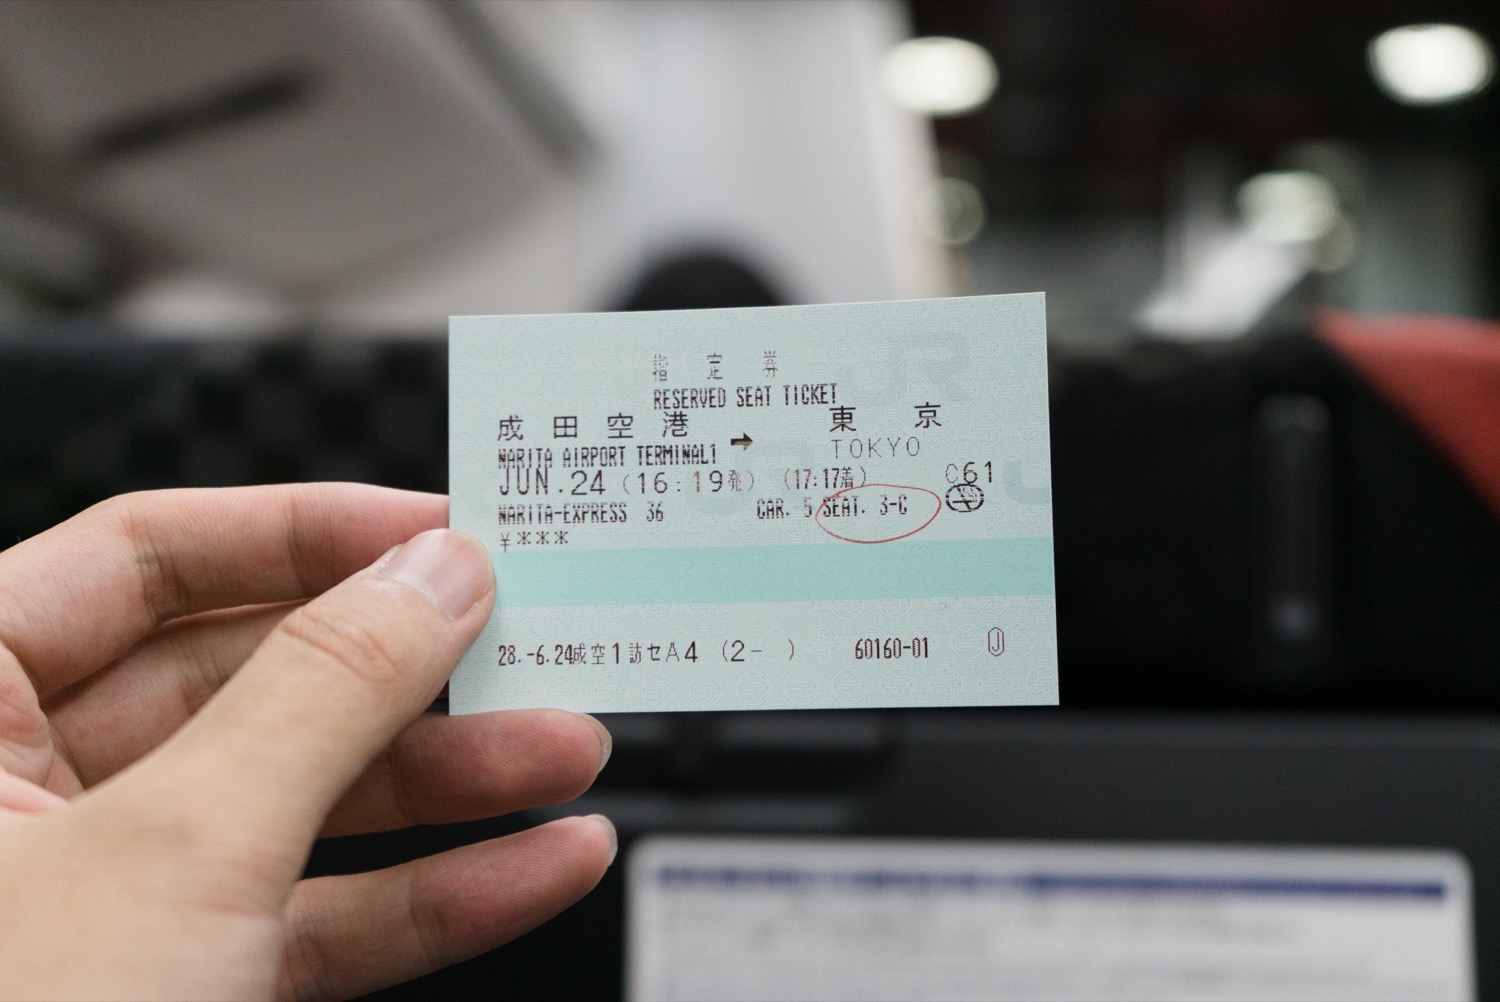 指定券
RESERVED SEAT TICKET
成田空港 ➡ 東京
NARITA AIRPORT TERMINAL1 TOKYO
JUN.24 (16:19発) (17:17着) C61
NARITA-EXPRESS 36 CAR. 5 SEAT. 3-C
¥***
28.-6.24成空1訪セA4 (2- ) 60160-01
JR